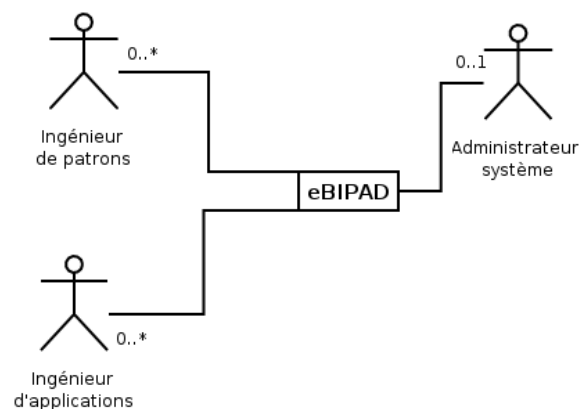 0..*
Ingénieur
de patrons
0..1
Administrateur
système
eBIPAD
0..*
Ingénieur
d'applications